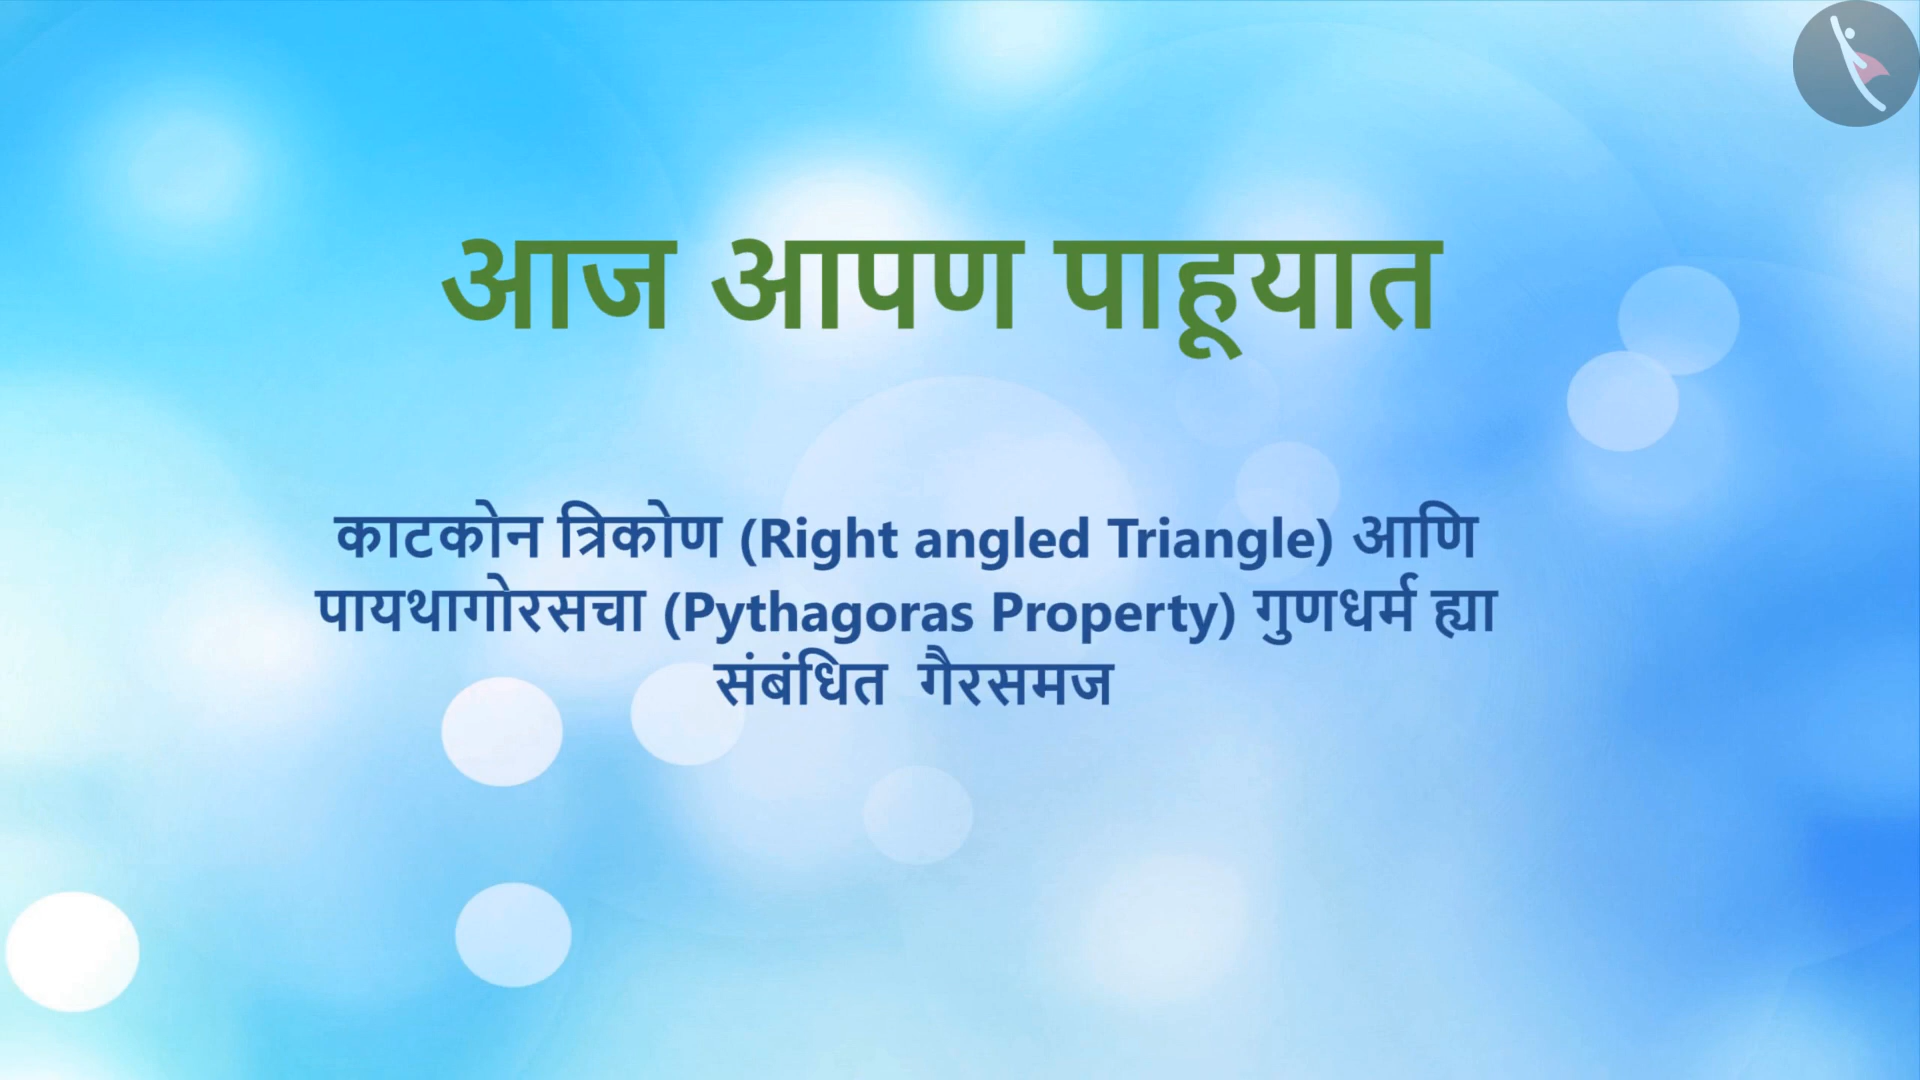 आज आपण पाहूयात
काटकोन त्रिकोण (Right angled Triangle) आणि
पायथागोरसचा (Pythagoras Property) गुणधर्म ह्या
संबंधित गैरसमज